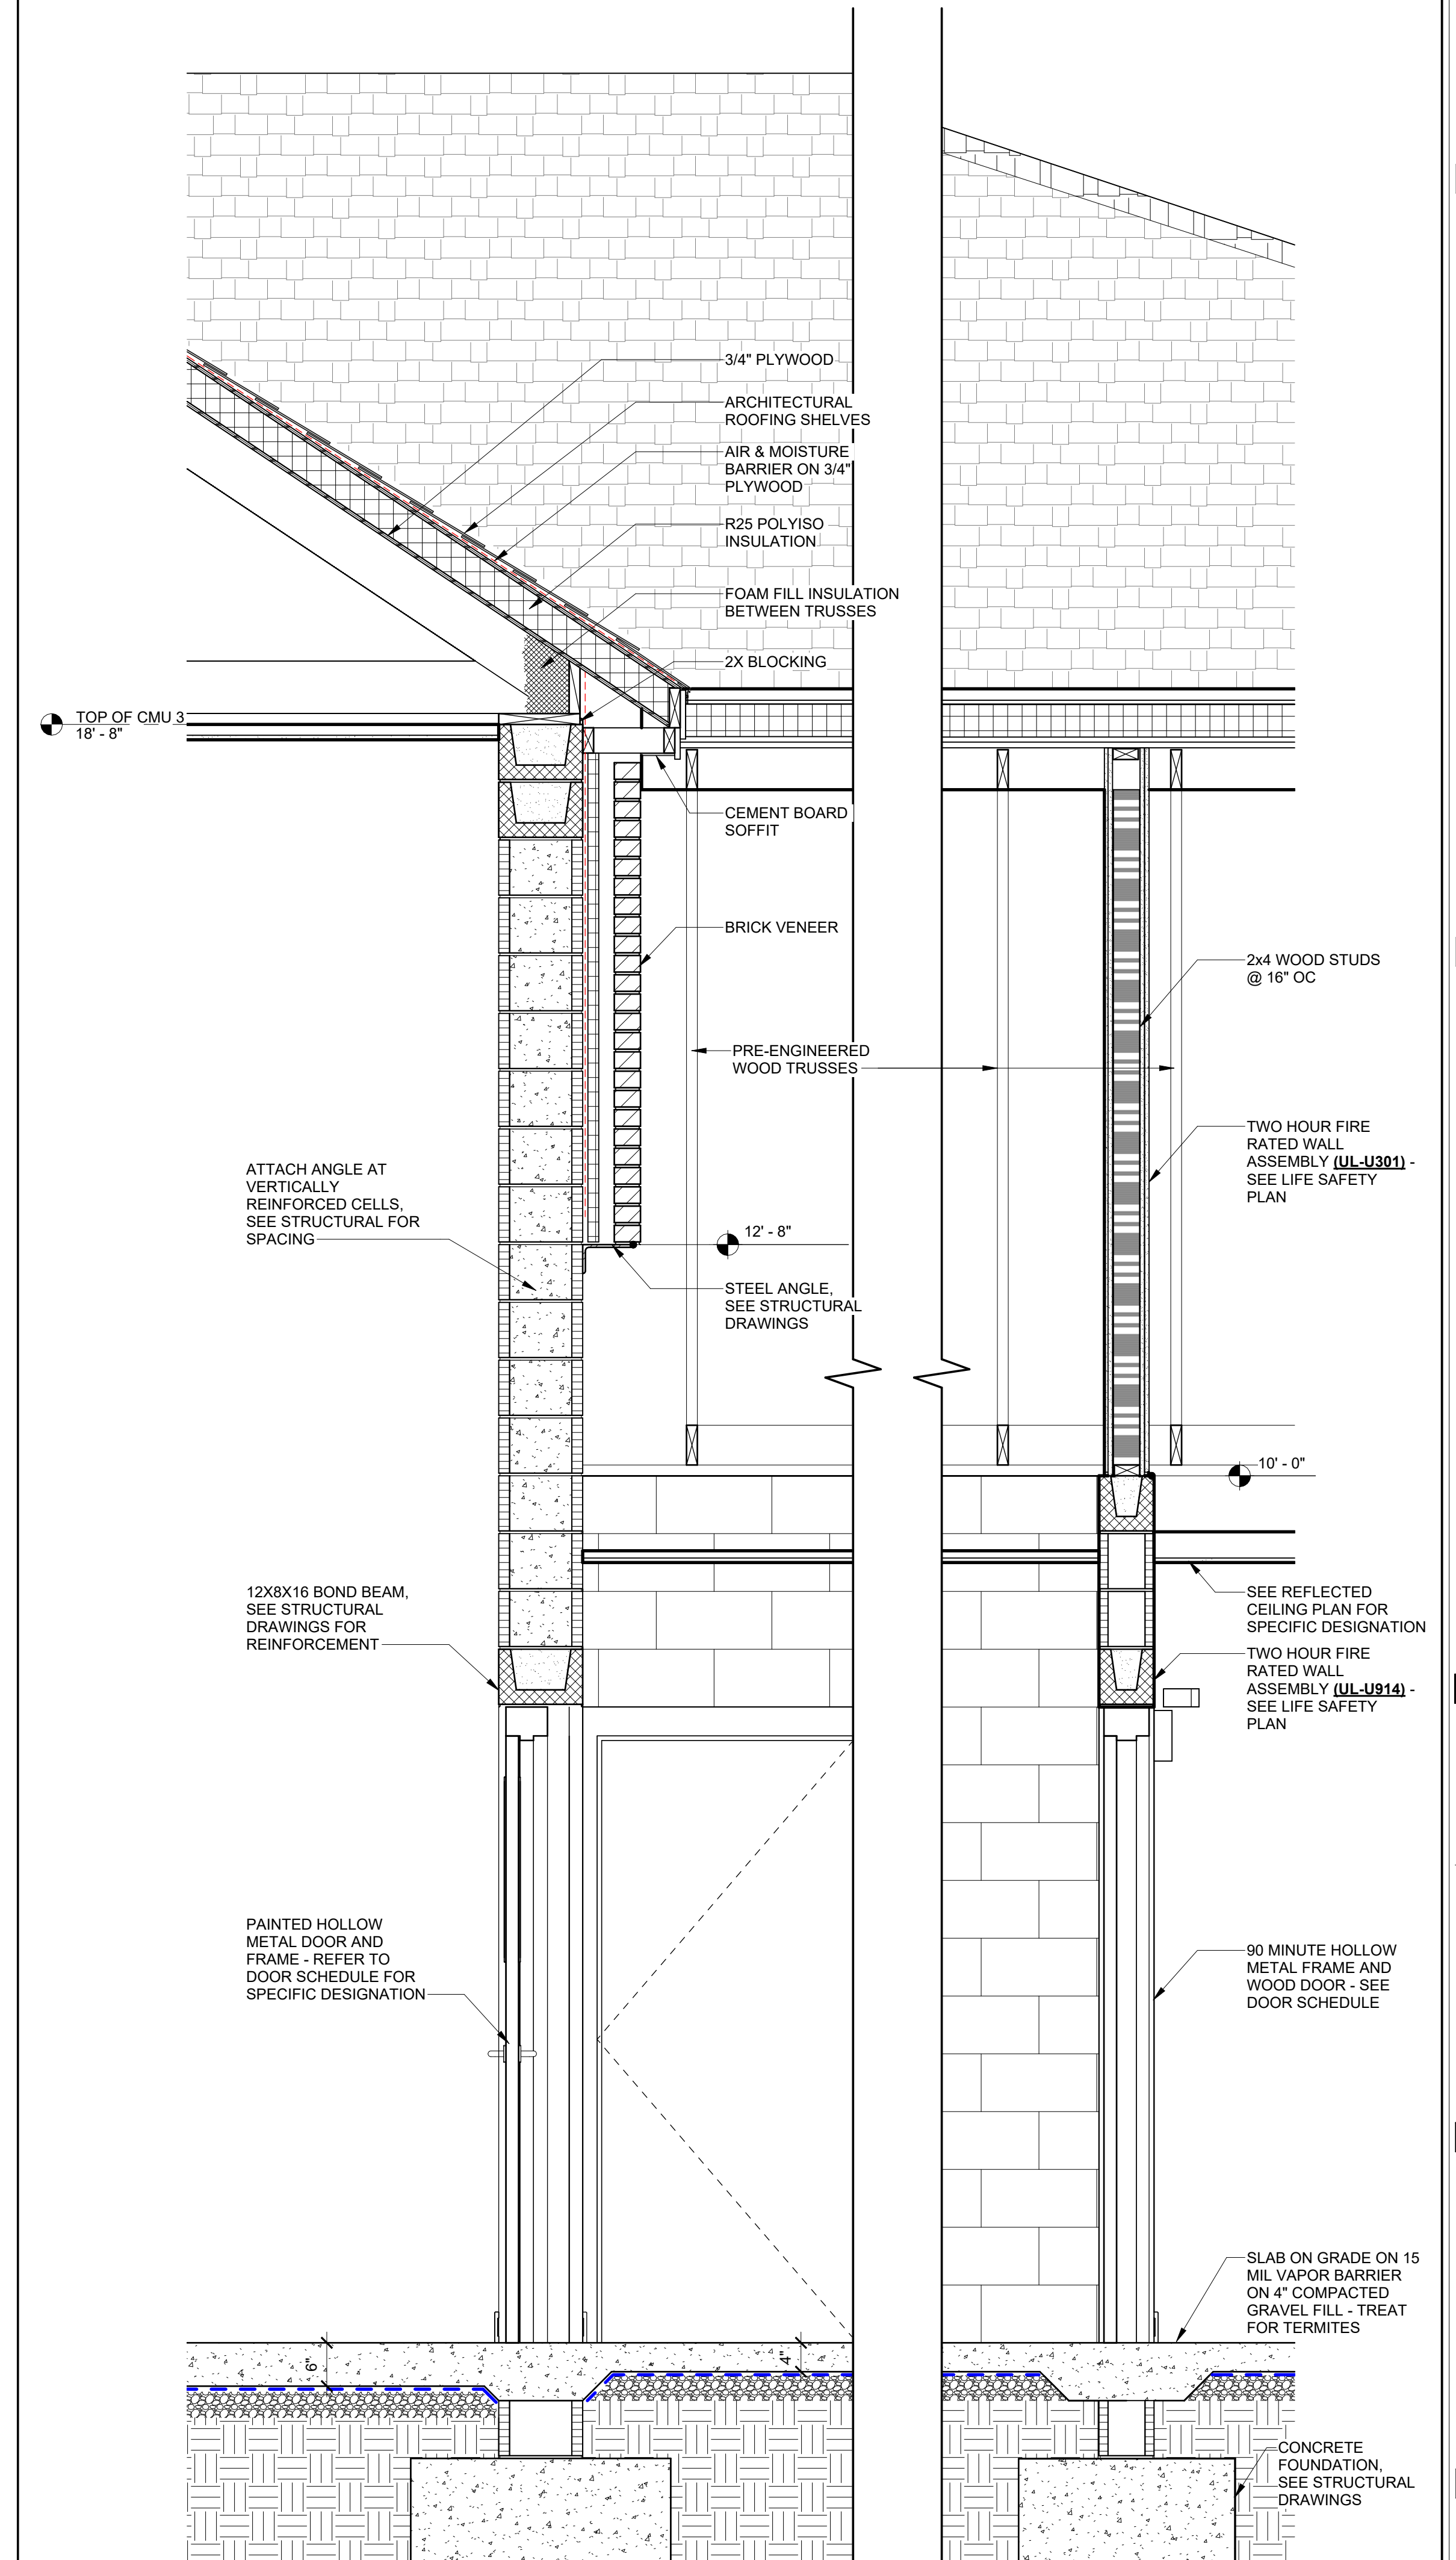 3/4" PLYWOOD
ARCHITECTURAL
ROOFING SHELVES
AIR & MOISTURE
BARRIER ON 3/4"
PLYWOOD
R25 POLYISO
INSULATION
FOAM FILL INSULATION
BETWEEN TRUSSES
2X BLOCKING
TOP OF CMU 3
18' - 8"
CEMENT BOARD
SOFFIT
BRICK VENEER
2x4 WOOD STUDS
@ 16" OC
PRE-ENGINEERED
WOOD TRUSSES
TWO HOUR FIRE
RATED WALL
ASSEMBLY (UL-U301) -
SEE LIFE SAFETY
PLAN
ATTACH ANGLE AT
VERTICALLY
REINFORCED CELLS,
SEE STRUCTURAL FOR
SPACING
12' - 8"
STEEL ANGLE,
SEE STRUCTURAL
DRAWINGS
10' - 0"
12X8X16 BOND BEAM,
SEE STRUCTURAL
DRAWINGS FOR
REINFORCEMENT
SEE REFLECTED
CEILING PLAN FOR
SPECIFIC DESIGNATION
TWO HOUR FIRE
RATED WALL
ASSEMBLY (UL-U914) -
SEE LIFE SAFETY
PLAN
PAINTED HOLLOW
METAL DOOR AND
FRAME - REFER TO
DOOR SCHEDULE FOR
SPECIFIC DESIGNATION
90 MINUTE HOLLOW
METAL FRAME AND
WOOD DOOR - SEE
DOOR SCHEDULE
SLAB ON GRADE ON 15
MIL VAPOR BARRIER
ON 4" COMPACTED
GRAVEL FILL - TREAT
FOR TERMITES
6"
4"
CONCRETE
FOUNDATION,
SEE STRUCTURAL
DRAWINGS